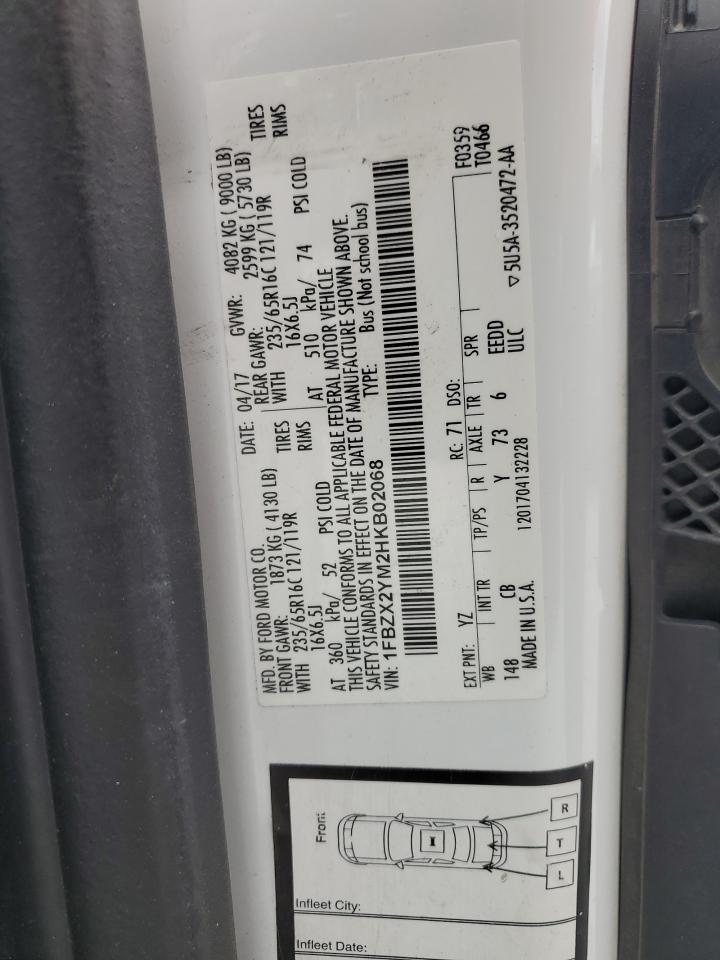 MFD. BY FORD MOTOR CO. DATE: 04/17 GVWR: 4082 KG ( 9000 LB)
FRONT GAWR: 1873 KG ( 4130 LB) REAR GAWR: 2599 KG ( 5730 LB)
WITH 235/65R16C 121/119R TIRES WITH 235/65R16C 121/119R TIRES
16X6.5J RIMS 16X6.5J RIMS
AT 360 kPa/ 52 PSI COLD AT 510 kPa/ 74 PSI COLD
THIS VEHICLE CONFORMS TO ALL APPLICABLE FEDERAL MOTOR VEHICLE
SAFETY STANDARDS IN EFFECT ON THE DATE OF MANUFACTURE SHOWN ABOVE.
VIN: 1FBZX2YM2HKB02068 TYPE: Bus (Not school bus)
F0359
T0466
EXT PNT: YZ RC: 71 DSO:
WB INT TR TP/PS R AXLE TR SPR
148 CB Y 73 6 EEDD
MADE IN U.S.A. 1201704132228 ULC ▽5U5A-3520472-AA
Front
R
T
L
Infleet City:
Infleet Date: